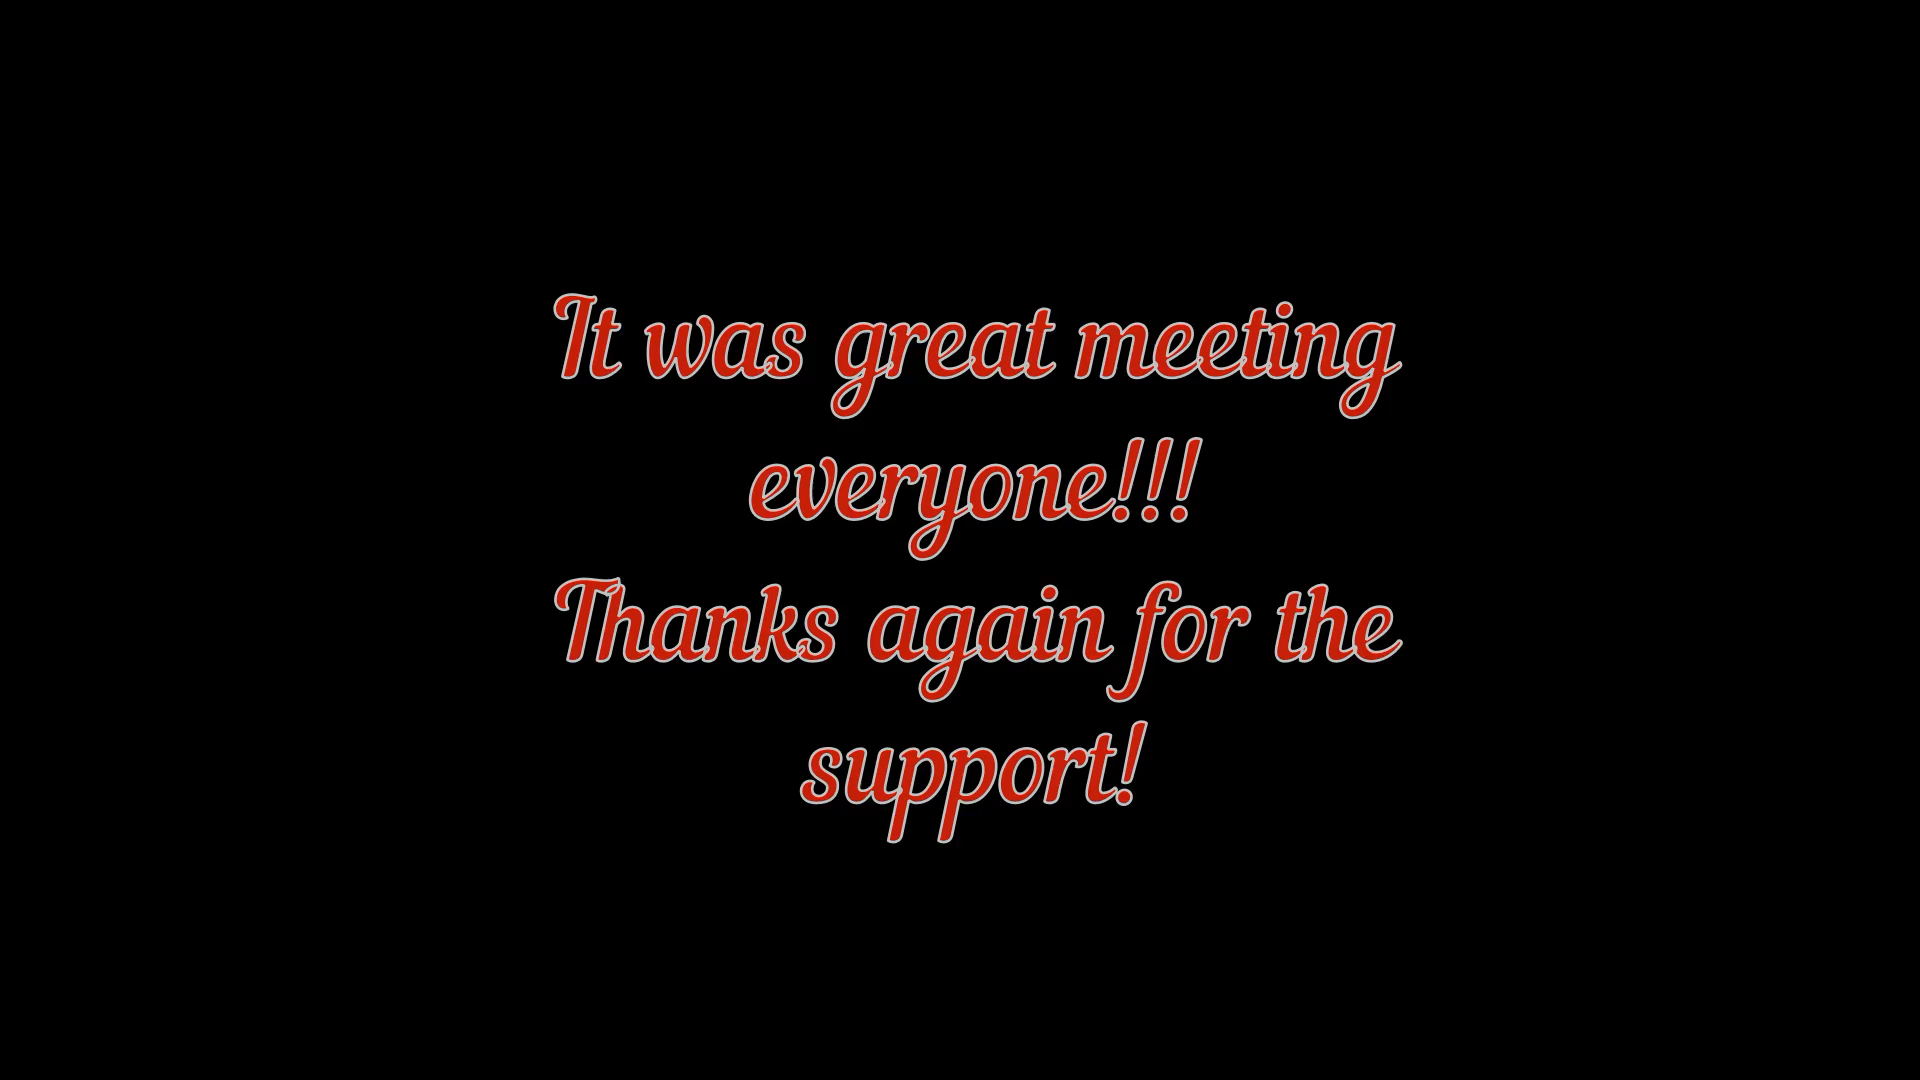 It was great meeting
everyone!!!
Thanks again for the
support!